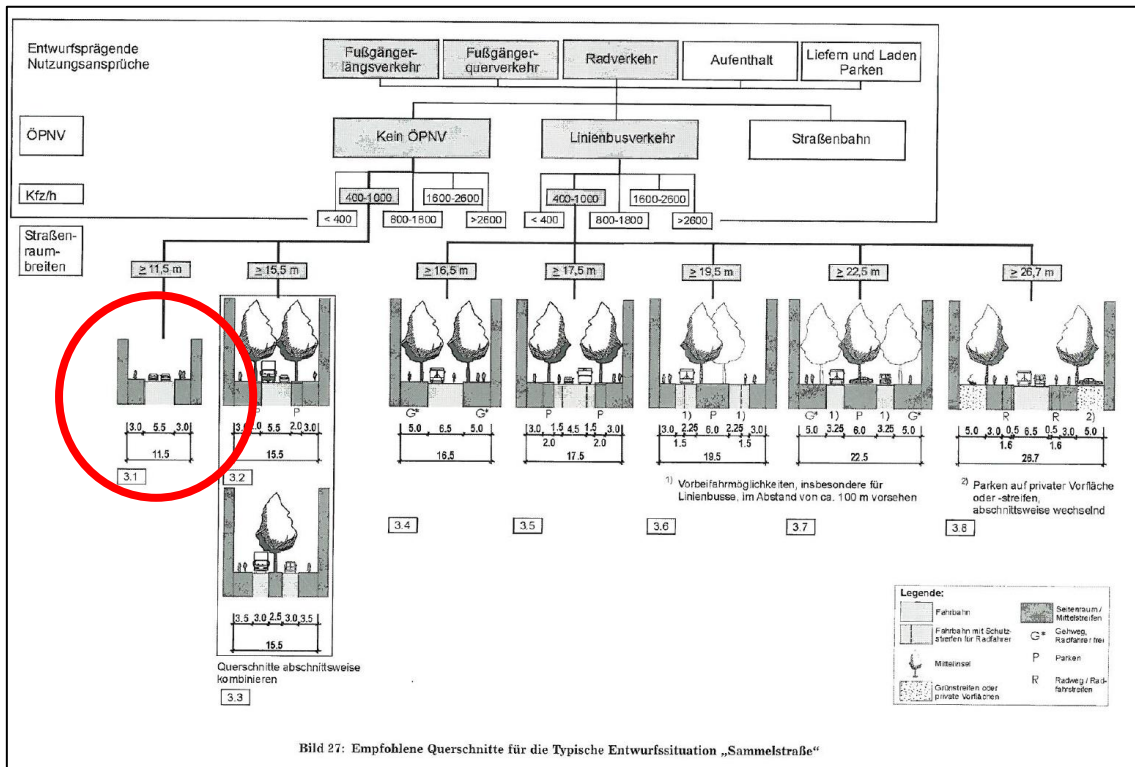 Entwurfsprägende
Nutzungsansprüche
Fußgänger-
längsverkehr
Fußgänger-
querverkehr
Radverkehr
Aufenthalt
Liefern und Laden
Parken
ÖPNV
Kein ÖPNV
Linienbusverkehr
Straßenbahn
Kfz/h
400-1000
1600-2600
400-1000
1600-2600
< 400
800-1800
>2600
< 400
800-1800
>2600
Straßen-
raum-
breiten
≥ 11,5 m
≥ 15,5 m
≥ 16,5 m
≥ 17,5 m
≥ 19,5 m
≥ 22,5 m
≥ 26,7 m
P P
G* G*
P P
1) P 1)
G* 1) P 1) G*
R R 2)
3.0 5.5 3.0
11.5
3.1
3.0 2.0 5.5 2.0 3.0
15.5
3.2
5.0 6.5 5.0
16.5
3.0 1.5 4.5 1.5 3.0
2.0 2.0
17.5
3.0 2.25 6.0 2.25 3.0
1.5 1.5
19.5
5.0 3.25 6.0 3.25 5.0
22.5
5.0 3.0 0.5 6.5 0.5 3.0 5.0
1.6 1.6
26.7
1) Vorbeifahrmöglichkeiten, insbesondere für
Linienbusse, im Abstand von ca. 100 m vorsehen
2) Parken auf privater Vorfläche
oder -streifen,
abschnittsweise wechselnd
3.4
3.5
3.6
3.7
3.8
3.5 3.0 2.5 3.0 3.5
15.5
Querschnitte abschnittsweise
kombinieren
3.3
Legende:
Fahrbahn
Fahrbahn mit Schutz-
streifen für Radfahrer
Mittelinsel
Grünstreifen oder
private Vorflächen
Seitenraum /
Mittelstreifen
G* Gehweg,
Radfahrer frei
P Parken
R Radweg / Rad-
fahrstreifen
Bild 27: Empfohlene Querschnitte für die Typische Entwurfssituation „Sammelstraße“